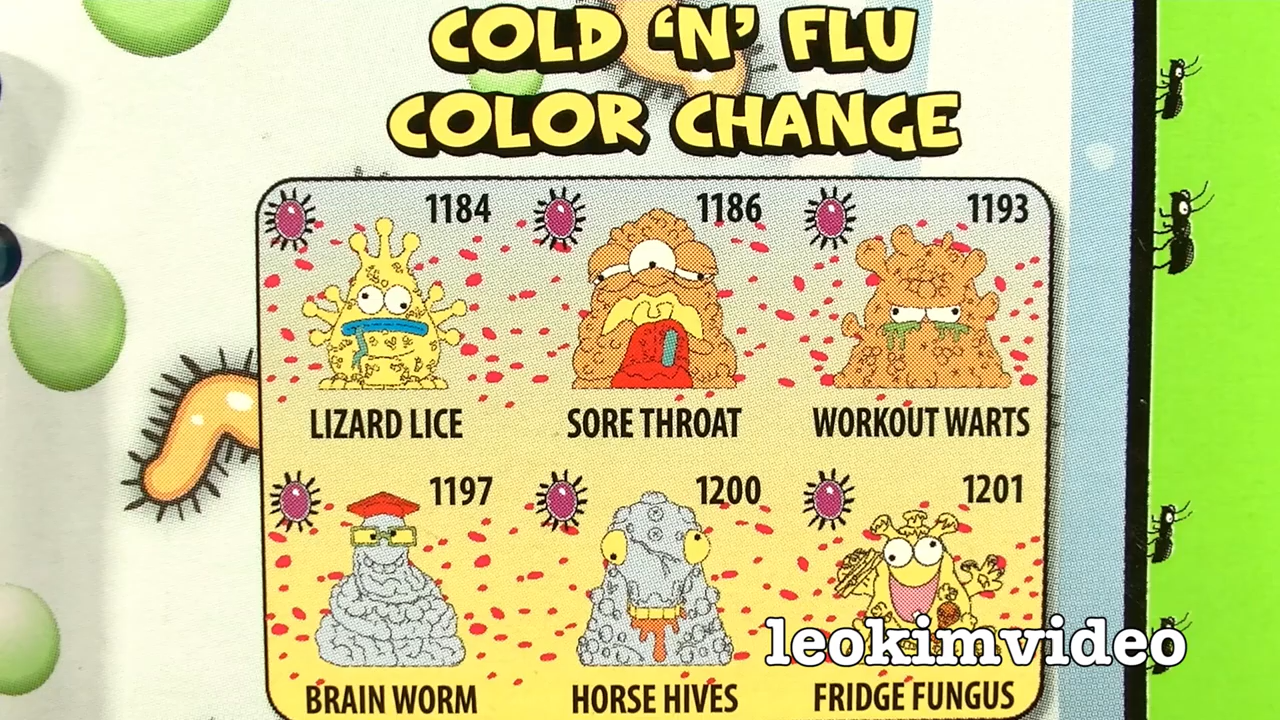 COLD 'N' FLU
COLOR CHANGE
1184 1186 1193
LIZARD LICE SORE THROAT WORKOUT WARTS
1197 1200 1201
BRAIN WORM HORSE HIVES FRIDGE FUNGUS
leokimvideo